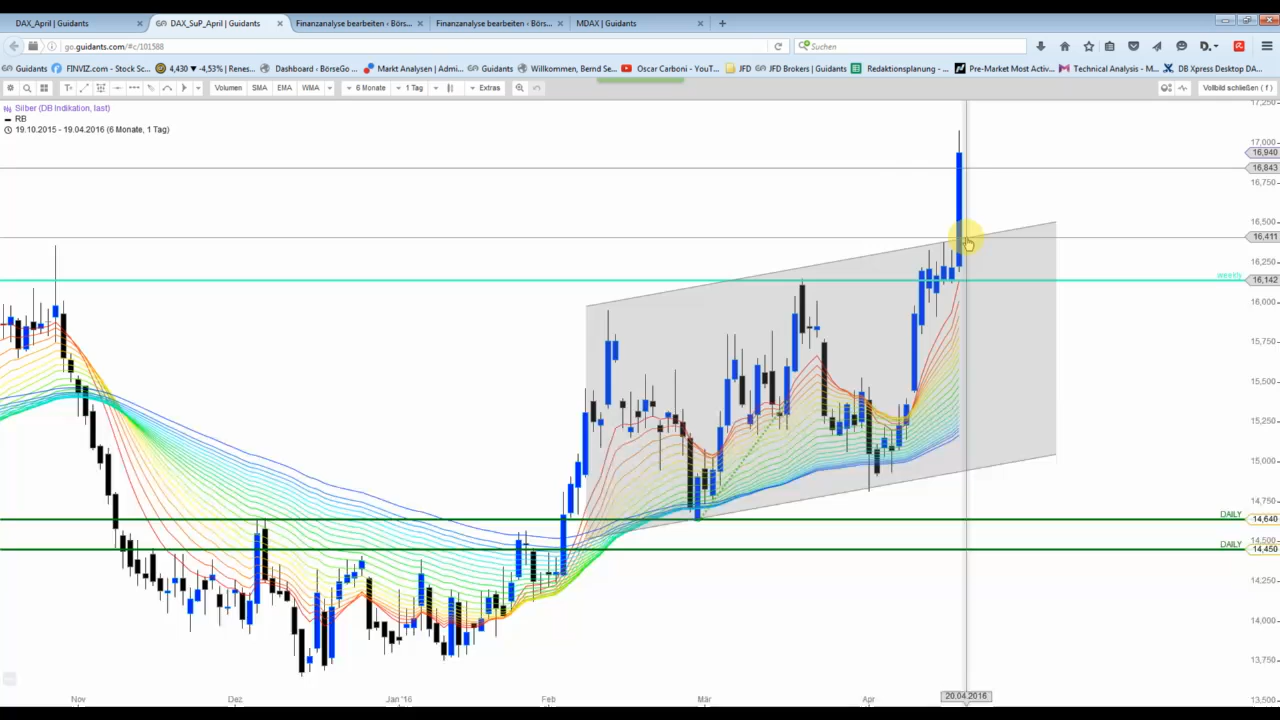 DAX_April | Guidants
DAX_SuP_April | Guidants
Finanzanalyse bearbeiten ‹ Börs...
Finanzanalyse bearbeiten ‹ Börs...
MDAX | Guidants
go.guidants.com/#c/101588
Suchen
Guidants
FINVIZ.com - Stock Sc...
4,430 ▼ -4,53% | Renes...
Dashboard ‹ BörseGo ...
Markt Analysen | Admi...
Guidants
Willkommen, Bernd Se...
Oscar Carboni - YouT...
JFD
JFD Brokers | Guidants
Redaktionsplanung - ...
Pre-Market Most Activ...
Technical Analysis - M...
DB Xpress Desktop DA...
Volumen
SMA
EMA
WMA
6 Monate
1 Tag
Extras
Vollbild schließen ( f )
Silber (DB Indikation, last)
RB
19.10.2015 - 19.04.2016 (6 Monate, 1 Tag)
17,250
17,000
16,940
16,843
16,750
16,500
16,411
16,250
weekly
16,142
16,000
15,750
15,500
15,250
15,000
14,750
DAILY
14,640
14,500
DAILY
14,450
14,250
14,000
13,750
13,500
Nov
Dez
Jan '16
Feb
Mär
Apr
20.04.2016